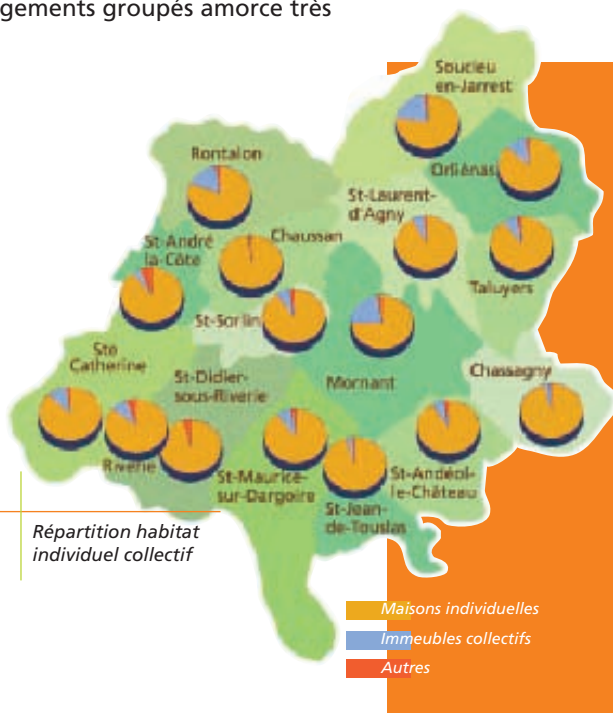 gements groupés amorce très
Soucieu
en-Jarrest
Rontalon
Orliénas
St-Laurent-
d'Agny
St-André
la-Côte
Chaussan
Taluyers
St-Sorlin
Ste
Catherine
St-Didier-
sous-Riverie
Mornant
Chassagny
Riverie
St-Maurice-
sur-Dargoire
St-Andéol-
le-Château
St-Jean-
de-Touslas
Répartition habitat
individuel collectif
Maisons individuelles
Immeubles collectifs
Autres